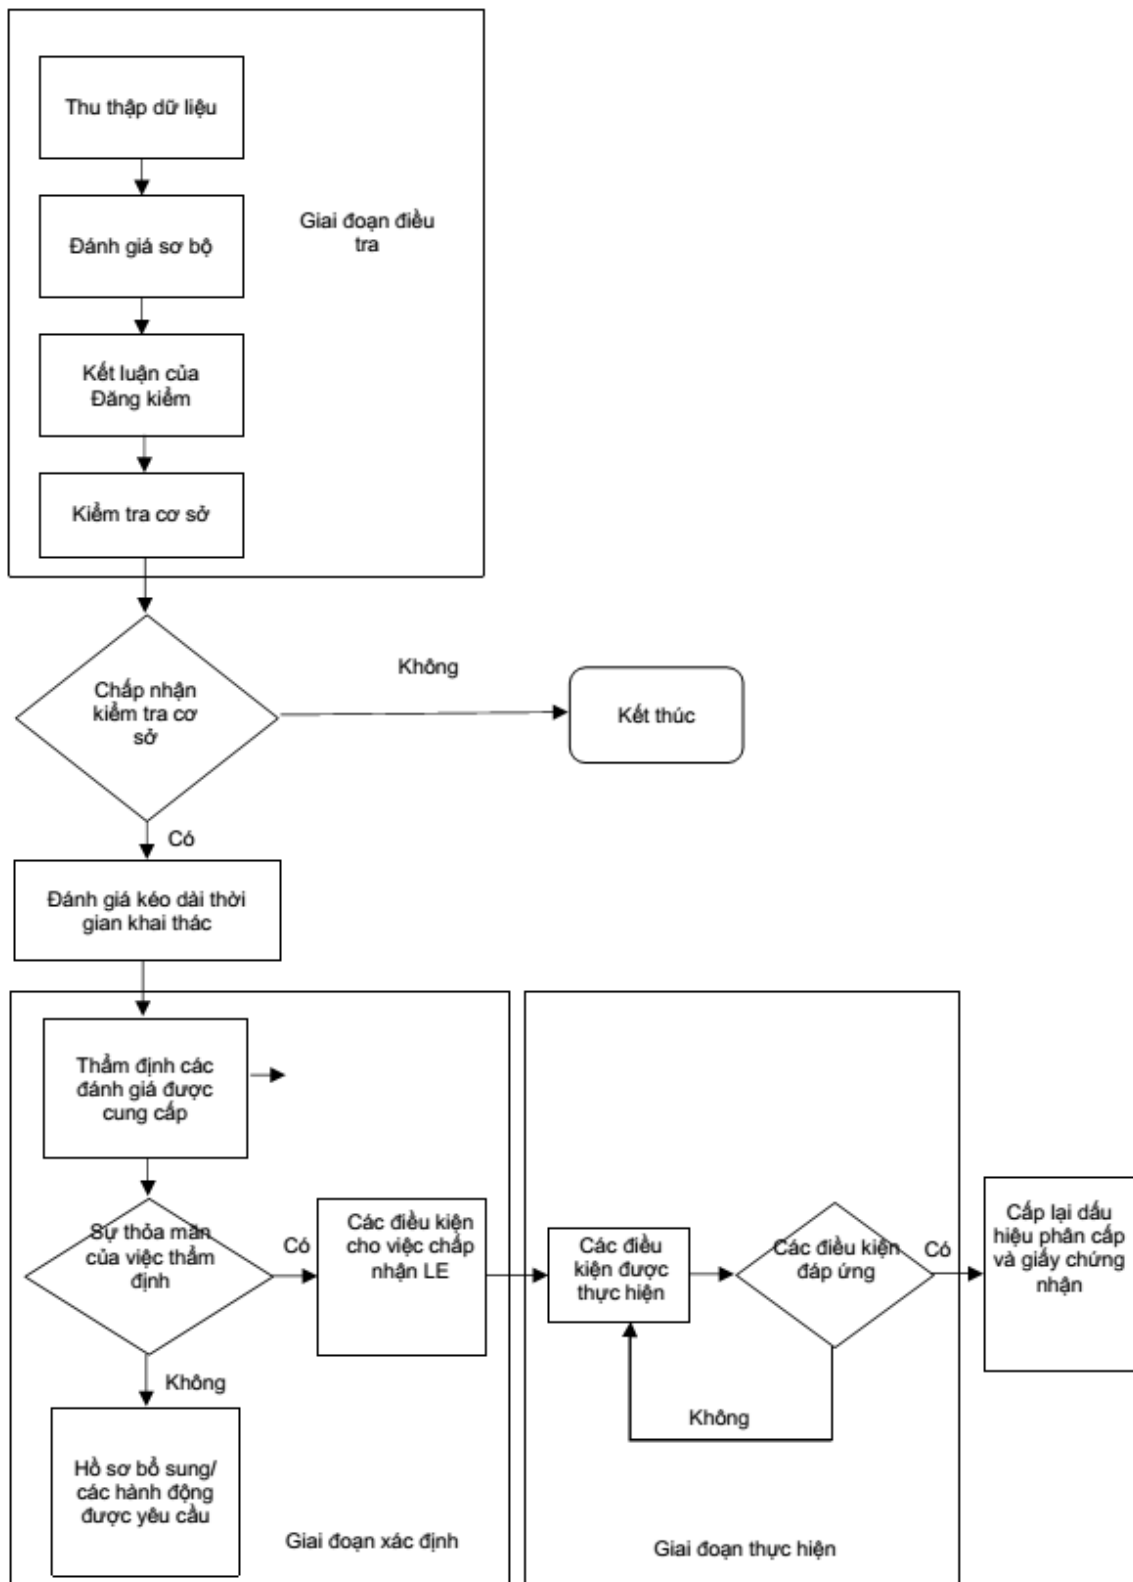 Thu thập dữ liệu
Đánh giá sơ bộ
Giai đoạn điều
tra
Kết luận của
Đăng kiểm
Kiểm tra cơ sở
Chấp nhận
kiểm tra cơ
sở
Không
Kết thúc
Có
Đánh giá kéo dài thời
gian khai thác
Thẩm định các
đánh giá được
cung cấp
Sự thỏa mãn
của việc thẩm
định
Có
Các điều kiện
cho việc chấp
nhận LE
Không
Hồ sơ bổ sung/
các hành động
được yêu cầu
Giai đoạn xác định
Các điều
kiện được
thực hiện
Các điều kiện
đáp ứng
Có
Không
Giai đoạn thực hiện
Cấp lại dấu
hiệu phân cấp
và giấy chứng
nhận